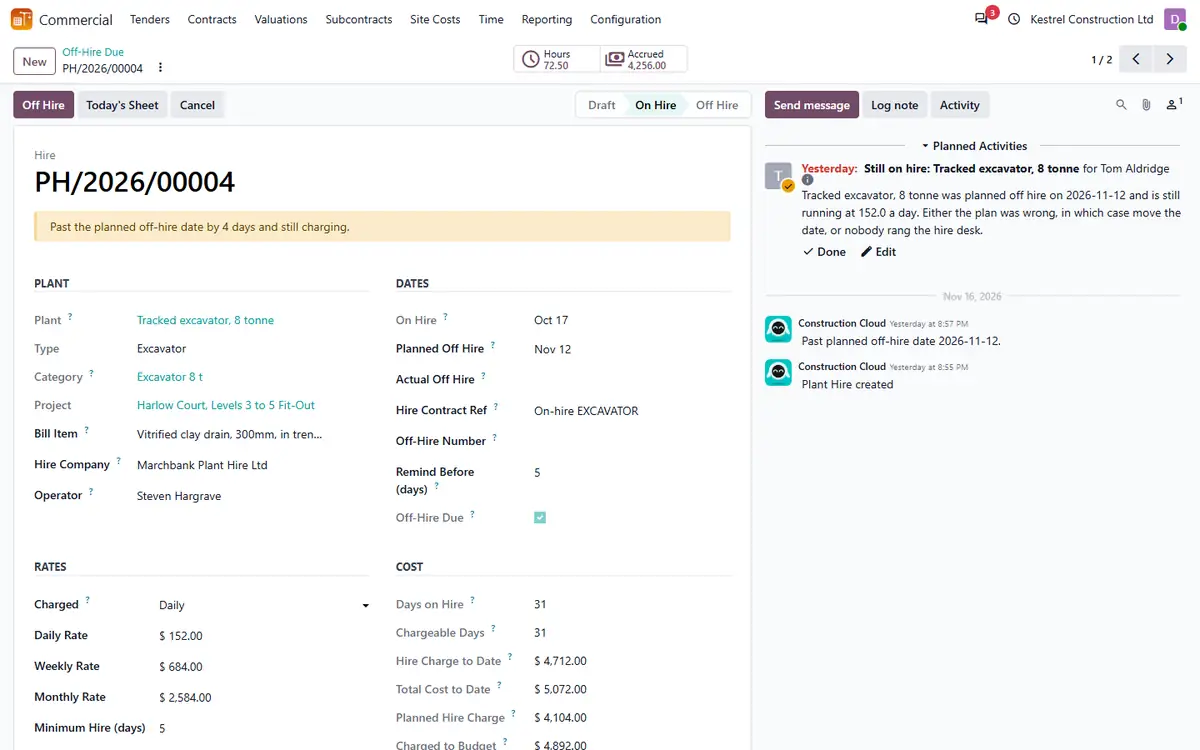 Commercial Tenders Contracts Valuations Subcontracts Site Costs Time Reporting Configuration 3 Kestrel Construction Ltd D
New Off-Hire Due
PH/2026/00004
Hours
72.50
Accrued
4,256.00
1 / 2
Off Hire Today's Sheet Cancel Draft On Hire Off Hire
Hire
PH/2026/00004
Past the planned off-hire date by 4 days and still charging.
PLANT
Plant ? Tracked excavator, 8 tonne
Type Excavator
Category ? Excavator 8 t
Project Harlow Court, Levels 3 to 5 Fit-Out
Bill Item ? Vitrified clay drain, 300mm, in tren...
Hire Company ? Marchbank Plant Hire Ltd
Operator ? Steven Hargrave
DATES
On Hire ? Oct 17
Planned Off Hire ? Nov 12
Actual Off Hire ?
Hire Contract Ref ? On-hire EXCAVATOR
Off-Hire Number ?
Remind Before
(days) ? 5
Off-Hire Due ?
RATES
Charged ? Daily
Daily Rate $ 152.00
Weekly Rate $ 684.00
Monthly Rate $ 2,584.00
Minimum Hire (days) 5
COST
Days on Hire ? 31
Chargeable Days ? 31
Hire Charge to Date ? $ 4,712.00
Total Cost to Date ? $ 5,072.00
Planned Hire Charge ? $ 4,104.00
Charged to Budget ? $ 4,892.00
Send message Log note Activity 1
Planned Activities
T Yesterday: Still on hire: Tracked excavator, 8 tonne for Tom Aldridge
Tracked excavator, 8 tonne was planned off hire on 2026-11-12 and is still
running at 152.0 a day. Either the plan was wrong, in which case move the
date, or nobody rang the hire desk.
Done Edit
Nov 16, 2026
Construction Cloud Yesterday at 8:57 PM
Past planned off-hire date 2026-11-12.
Construction Cloud Yesterday at 8:55 PM
Plant Hire created